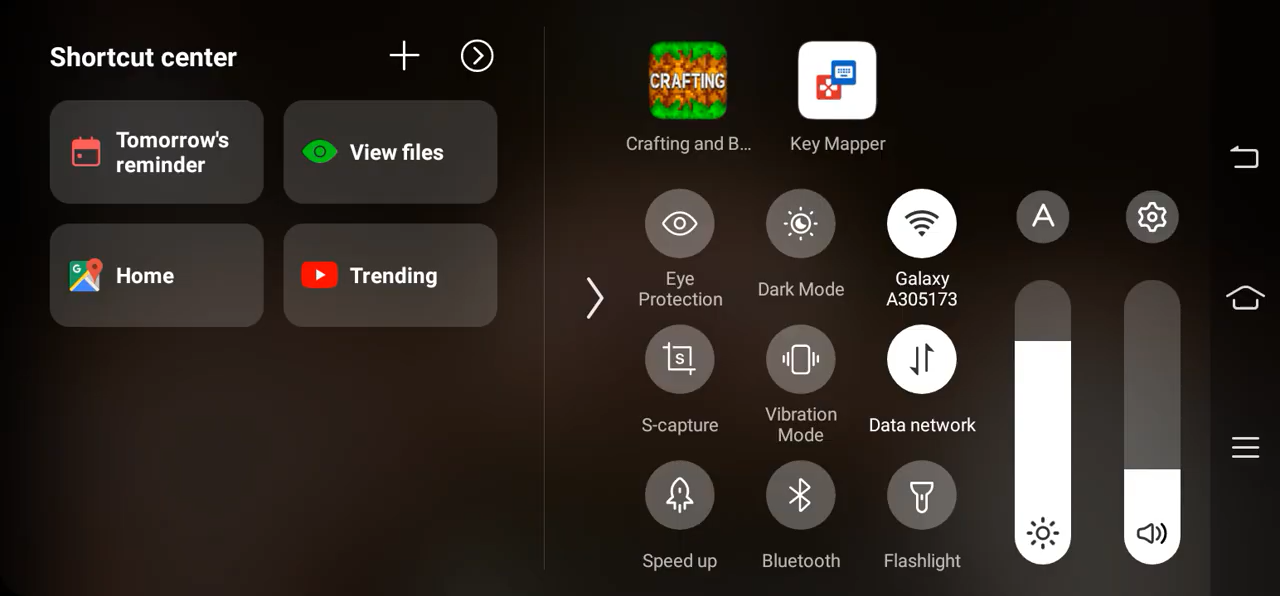 Shortcut center
Tomorrow's
reminder
View files
Home
Trending
CRAFTING
Crafting and B...
Key Mapper
Eye
Protection
Dark Mode
Galaxy
A305173
S-capture
Vibration
Mode
Data network
Speed up
Bluetooth
Flashlight
A
S
G